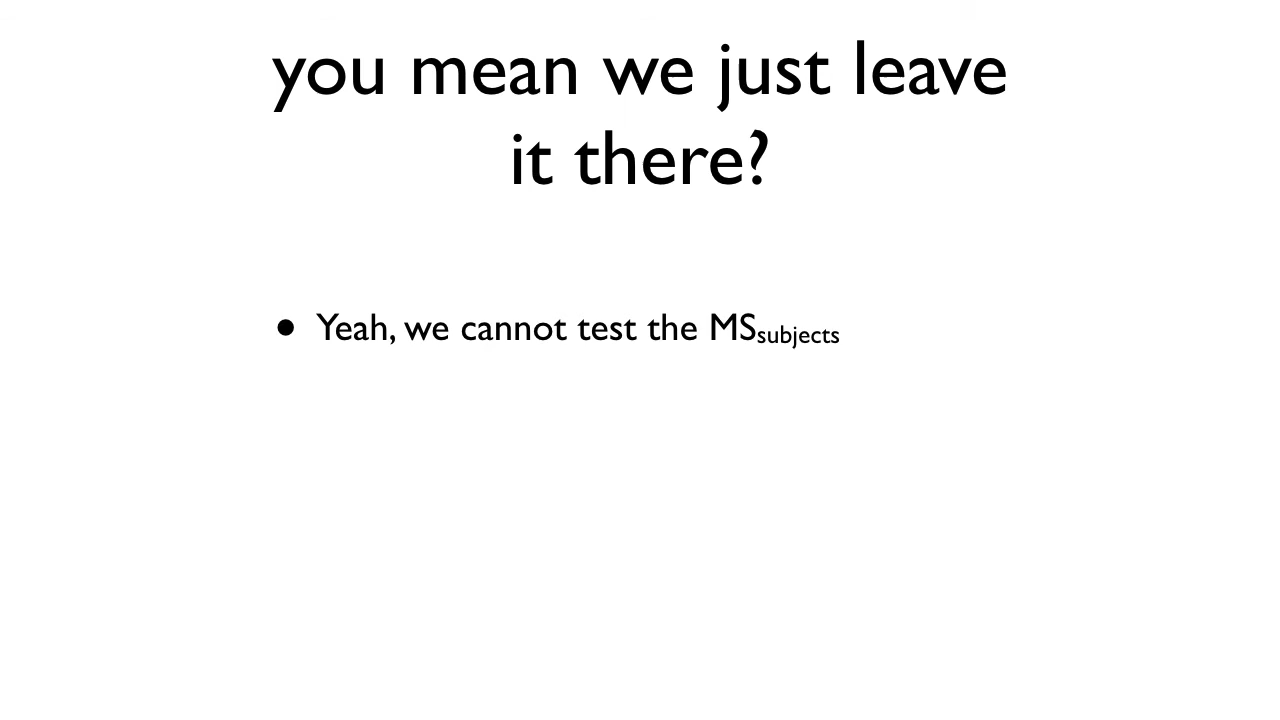 you mean we just leave
it there?
• Yeah, we cannot test the MSsubjects